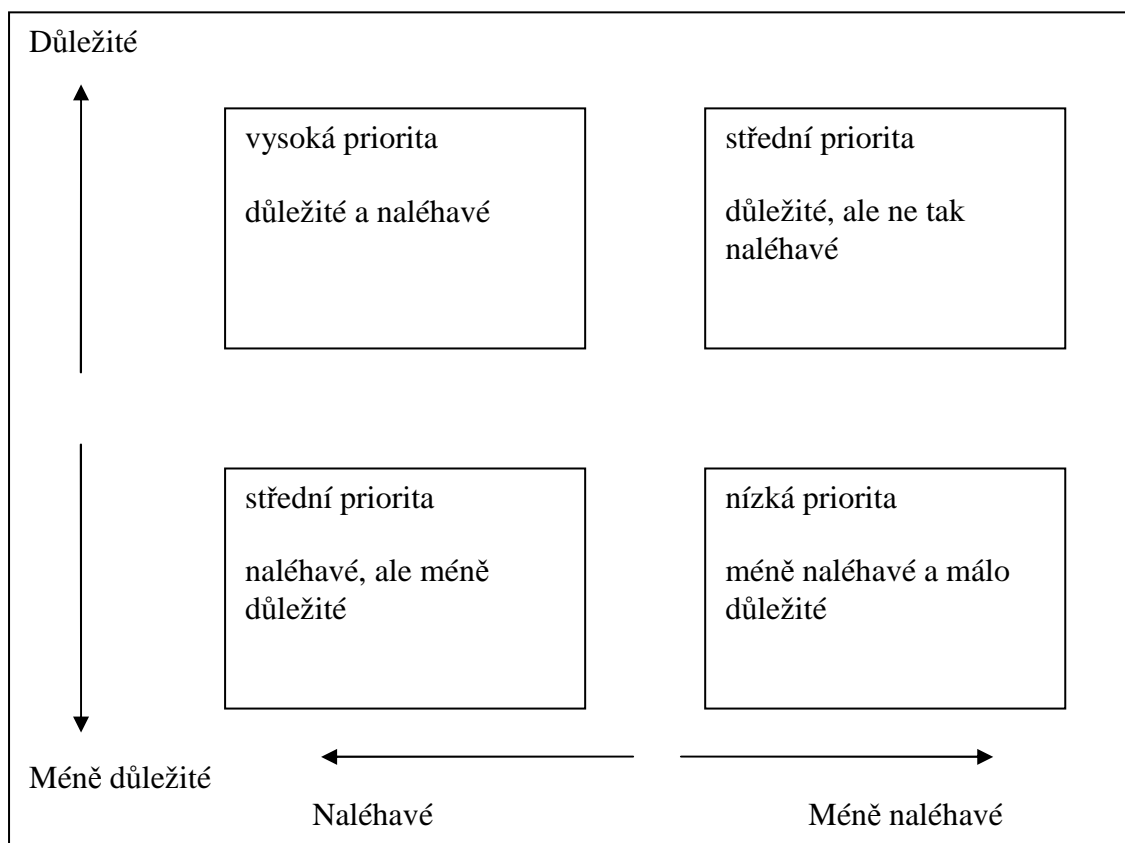 Důležité
vysoká priorita
důležité a naléhavé
střední priorita
důležité, ale ne tak
naléhavé
střední priorita
naléhavé, ale méně
důležité
nízká priorita
méně naléhavé a málo
důležité
Méně důležité
Naléhavé
Méně naléhavé